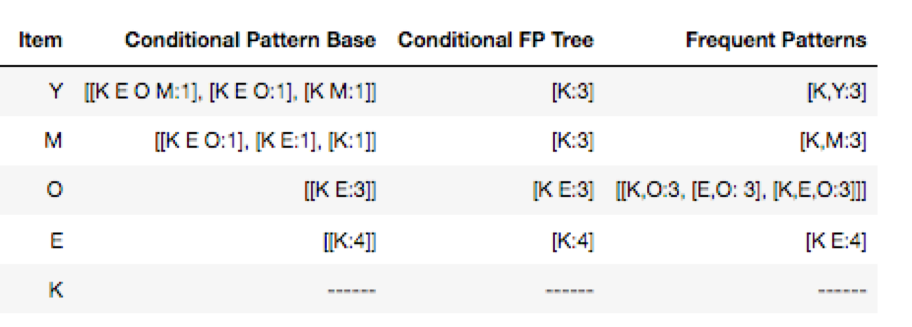 Item Conditional Pattern Base Conditional FP Tree Frequent Patterns
Y [[K E O M:1], [K E O:1], [K M:1]] [K:3] [K,Y:3]
M [[K E O:1], [K E:1], [K:1]] [K:3] [K,M:3]
O [[K E:3]] [K E:3] [[K,O:3, [E,O: 3], [K,E,O:3]]]
E [[K:4]] [K:4] [K E:4]
K ------ ------ ------